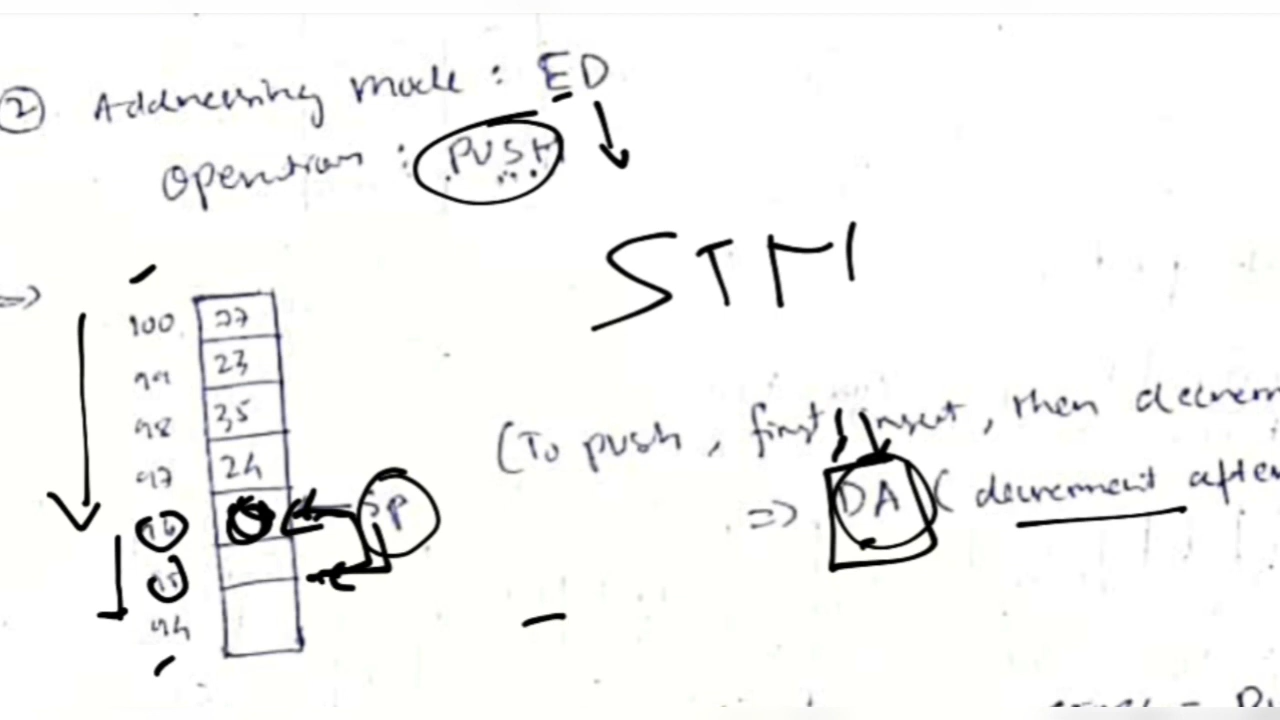 ② Addressing mode : ED
Operation : PUSH
STM
=>
100 77
99 23
98 35
97 24
96 SP
95
94
(To push, first insert, then decrem
=> DA (decrement after